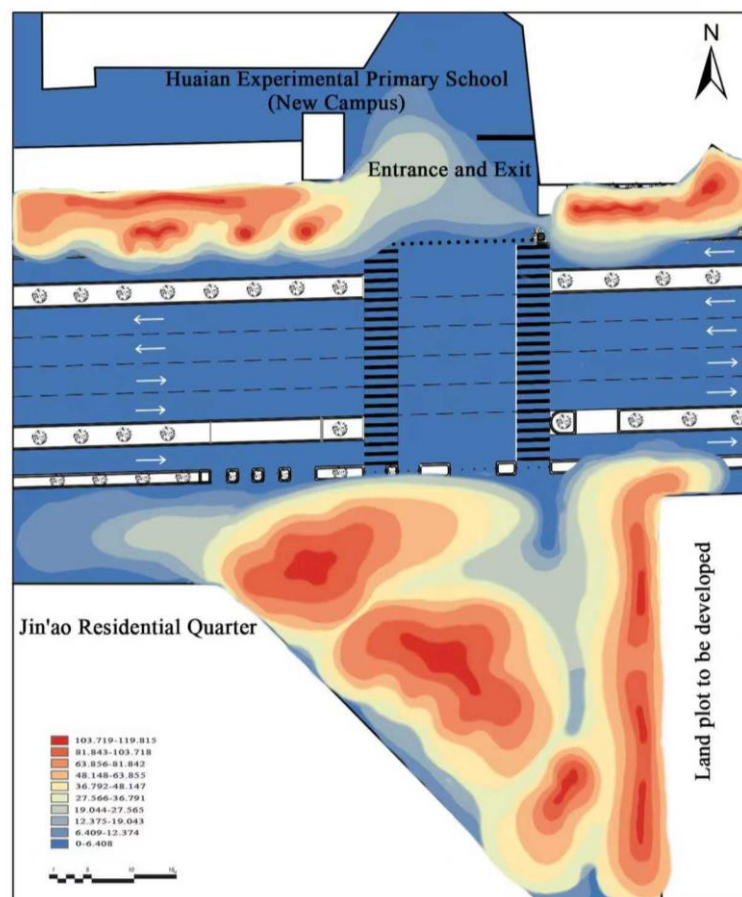 N
Huaian Experimental Primary School
(New Campus)
Entrance and Exit
Jin'ao Residential Quarter
Land plot to be developed
103.719-119.815
81.843-103.718
63.856-81.842
48.148-63.855
36.792-48.147
27.566-36.791
19.044-27.565
12.375-19.043
6.409-12.374
0-6.408